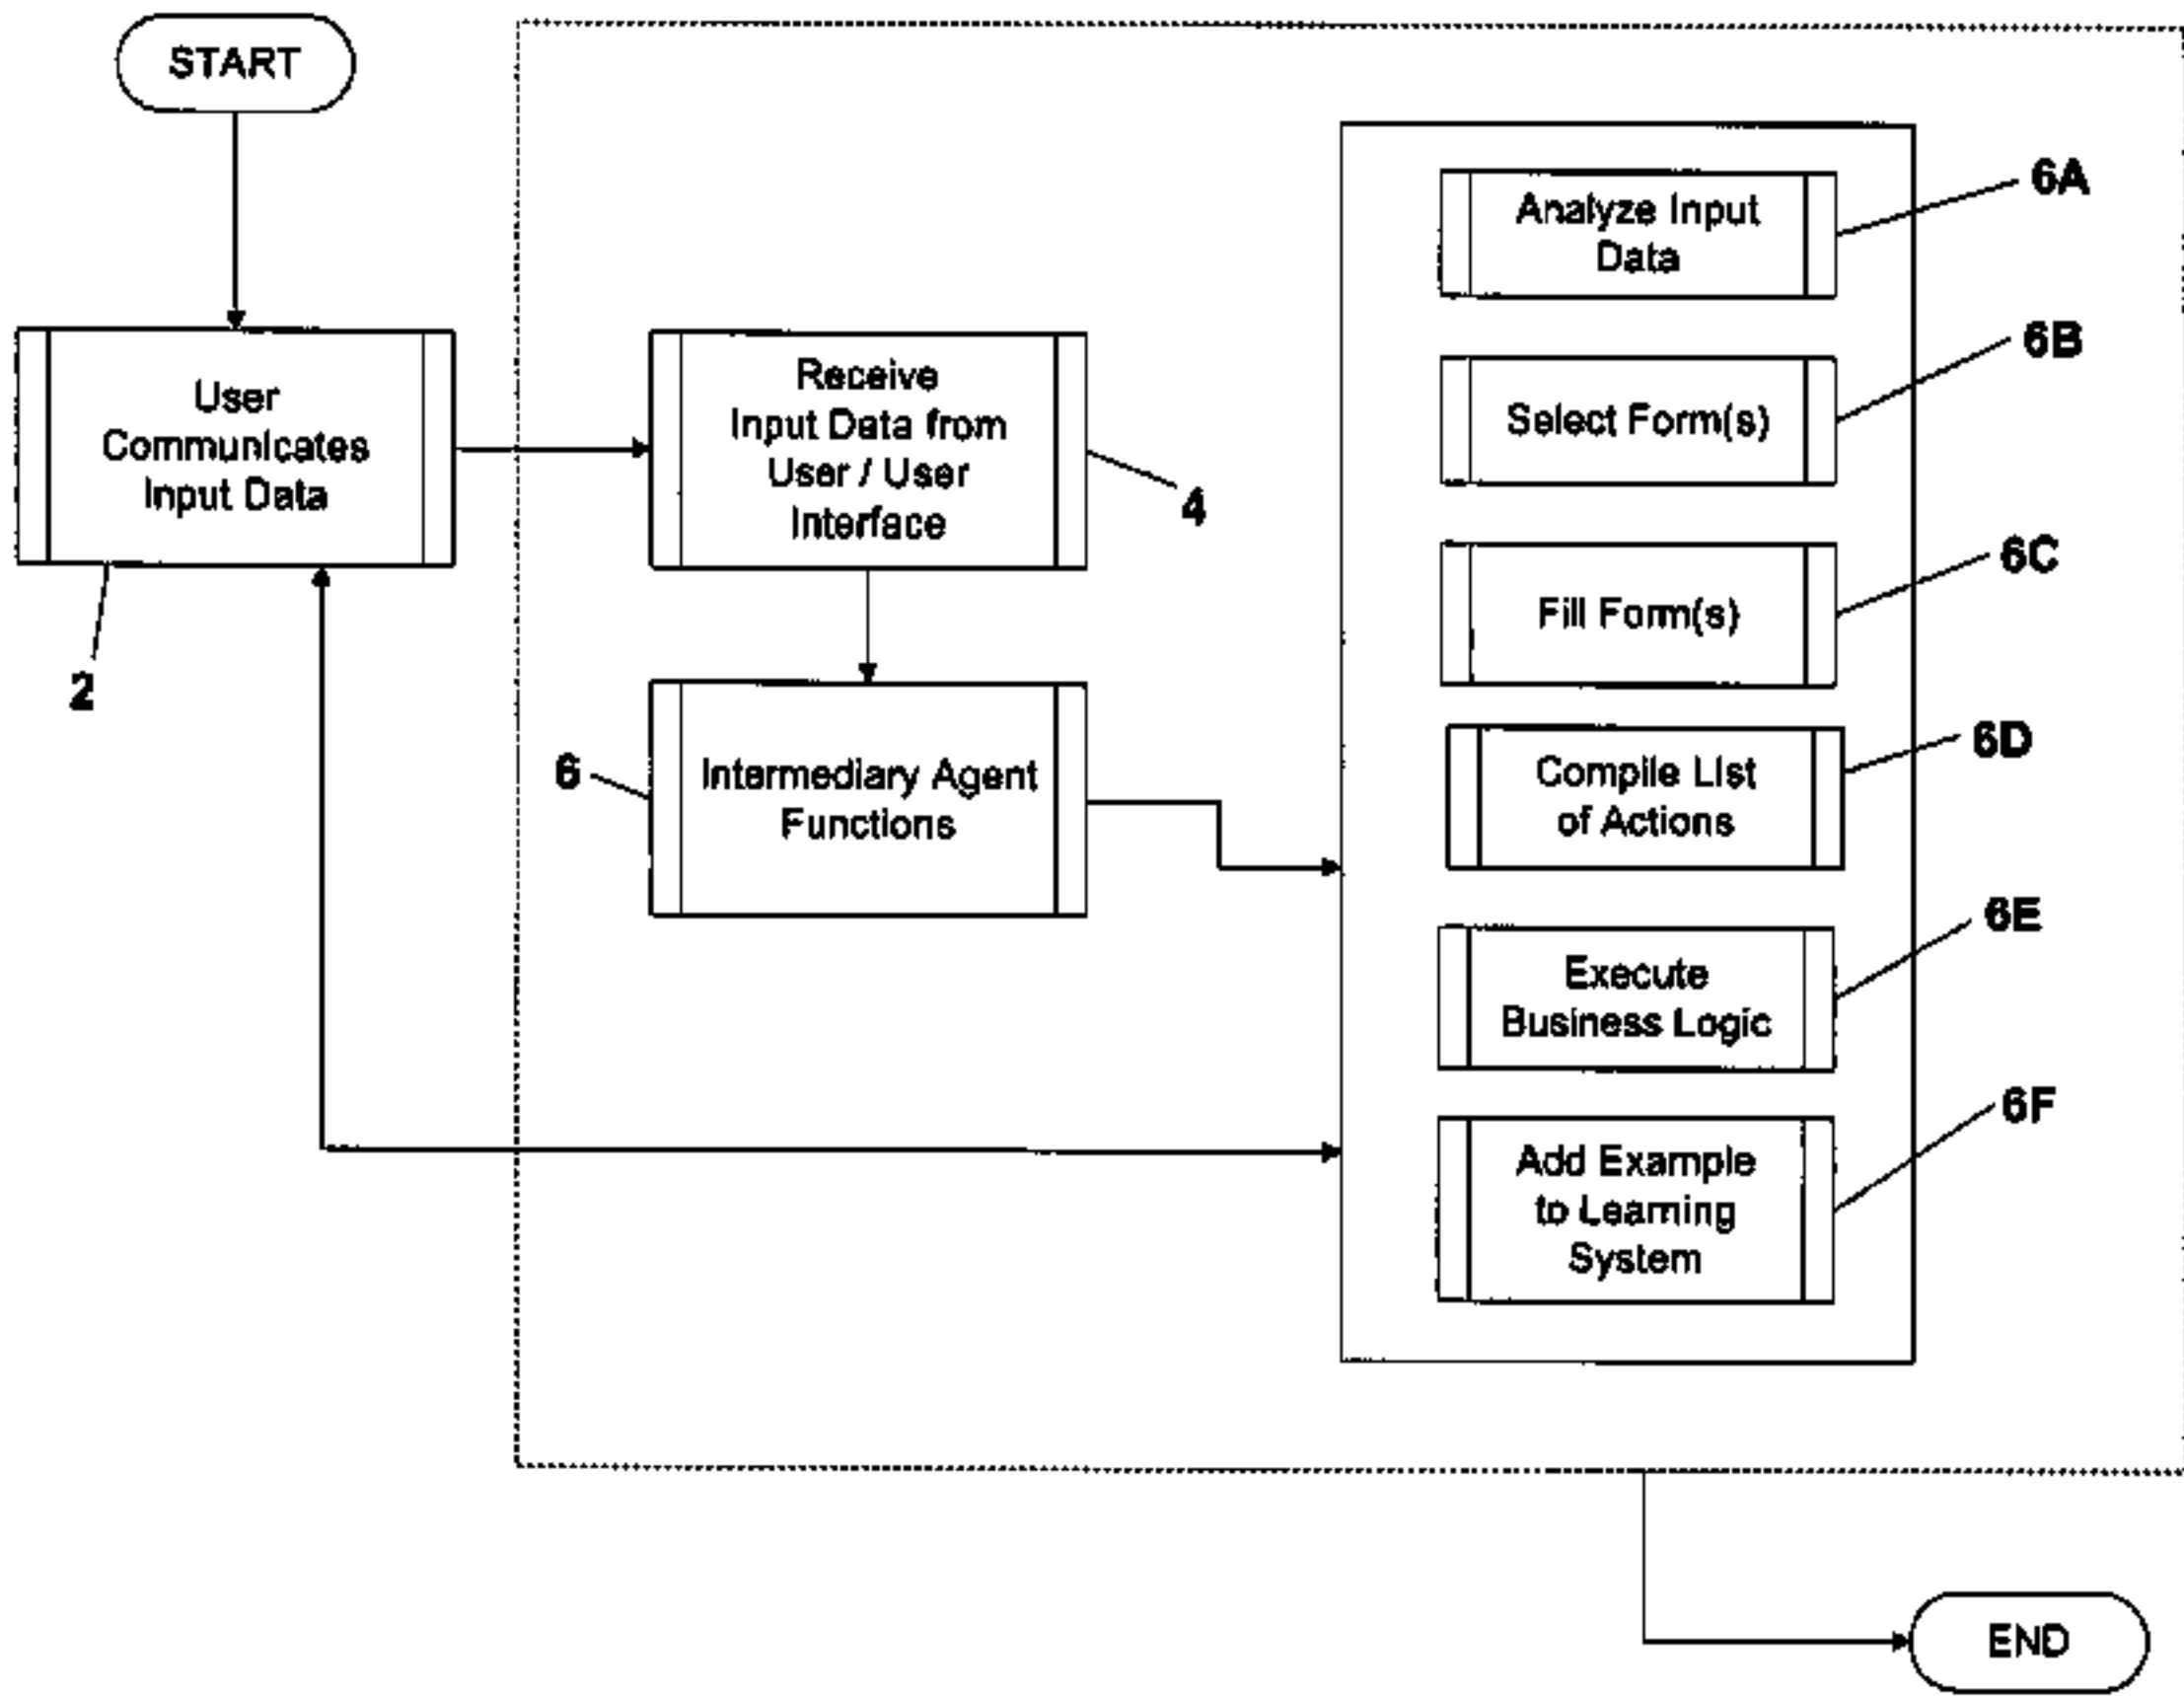 START
User
Communicates
Input Data
2
Receive
Input Data from
User / User
Interface
4
6
Intermediary Agent
Functions
Analyze Input
Data
6A
Select Form(s)
6B
Fill Form(s)
6C
Compile List
of Actions
6D
Execute
Business Logic
6E
Add Example
to Learning
System
6F
END